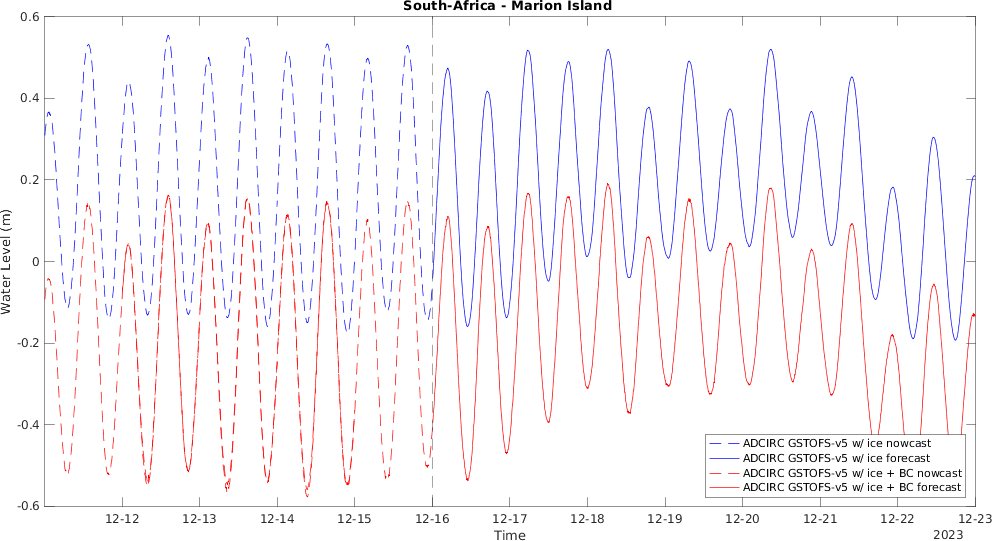 South-Africa - Marion Island
0.6
0.4
0.2
0
-0.2
-0.4
-0.6
Water Level (m)
ADCIRC GSTOFS-v5 w/ ice nowcast
ADCIRC GSTOFS-v5 w/ ice forecast
ADCIRC GSTOFS-v5 w/ ice + BC nowcast
ADCIRC GSTOFS-v5 w/ ice + BC forecast
12-12 12-13 12-14 12-15 12-16 12-17 12-18 12-19 12-20 12-21 12-22 12-23
Time
2023